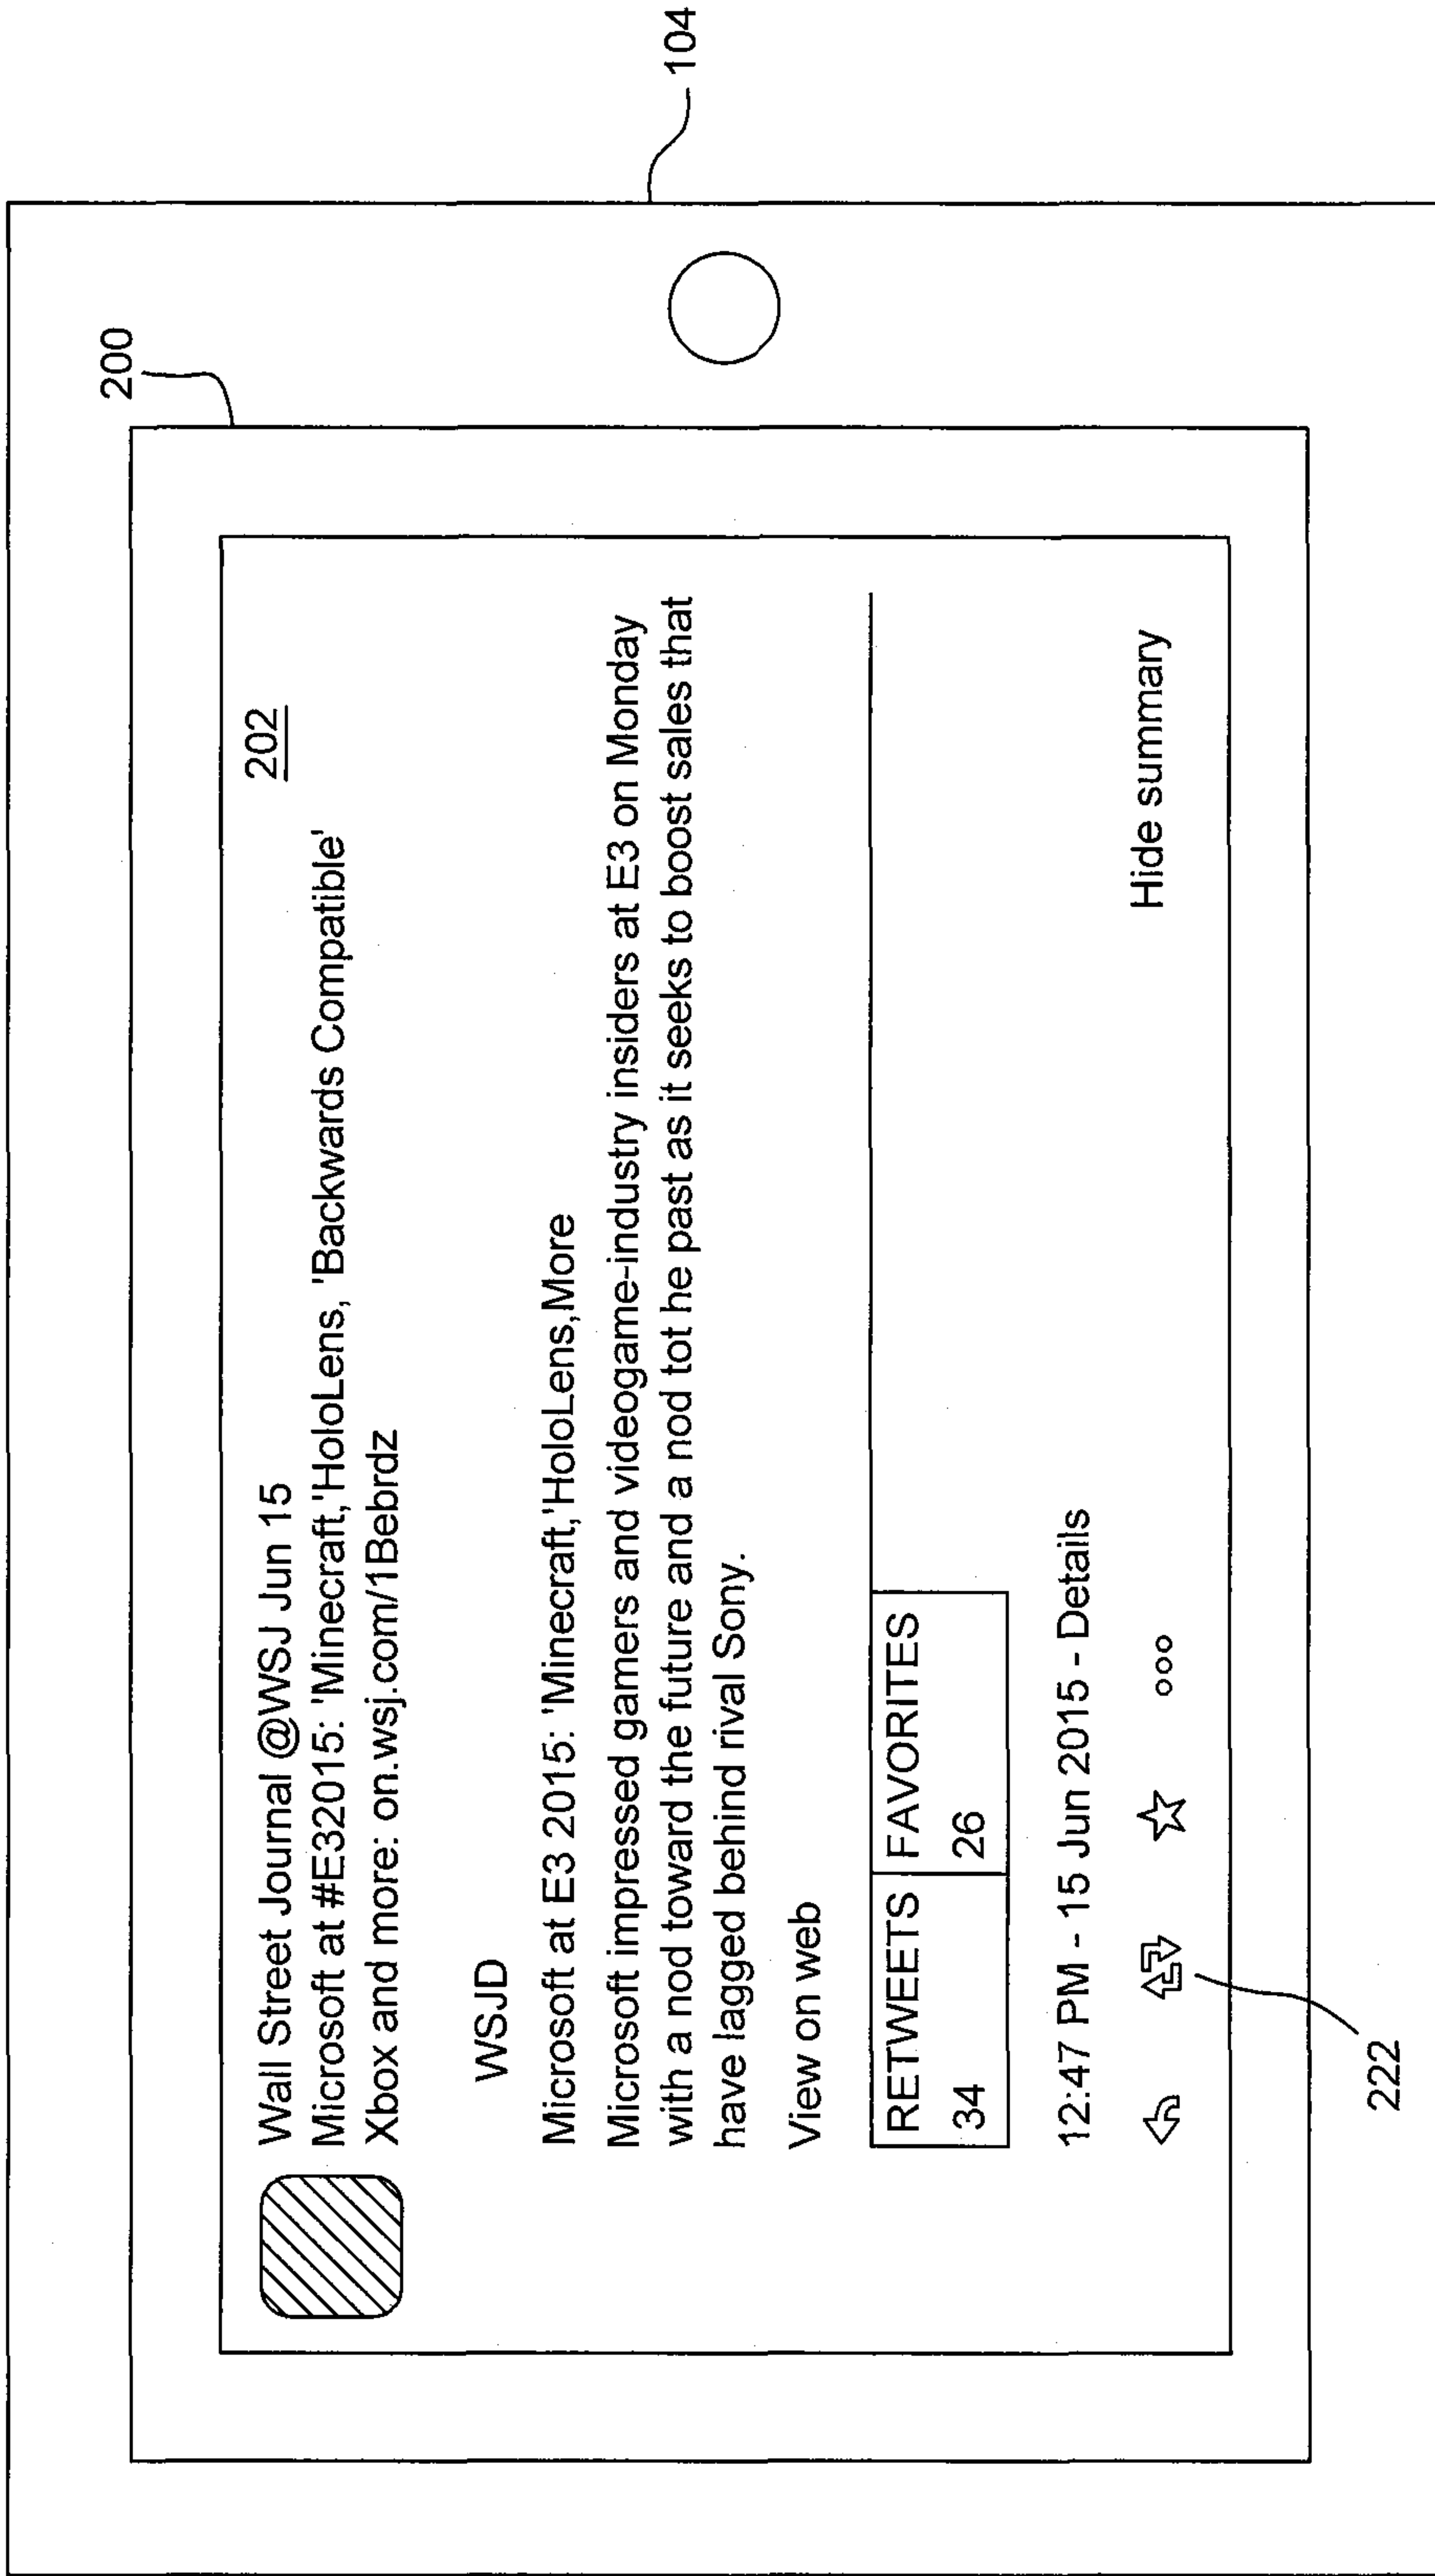 104
200
202
Wall Street Journal @WSJ Jun 15
Microsoft at #E32015: 'Minecraft,'HoloLens, 'Backwards Compatible'
Xbox and more: on.wsj.com/1Bebrdz
WSJD
Microsoft at E3 2015: 'Minecraft,'HoloLens,More
Microsoft impressed gamers and videogame-industry insiders at E3 on Monday
with a nod toward the future and a nod tot he past as it seeks to boost sales that
have lagged behind rival Sony.
View on web
RETWEETS FAVORITES
34 26
12:47 PM - 15 Jun 2015 - Details
Hide summary
222